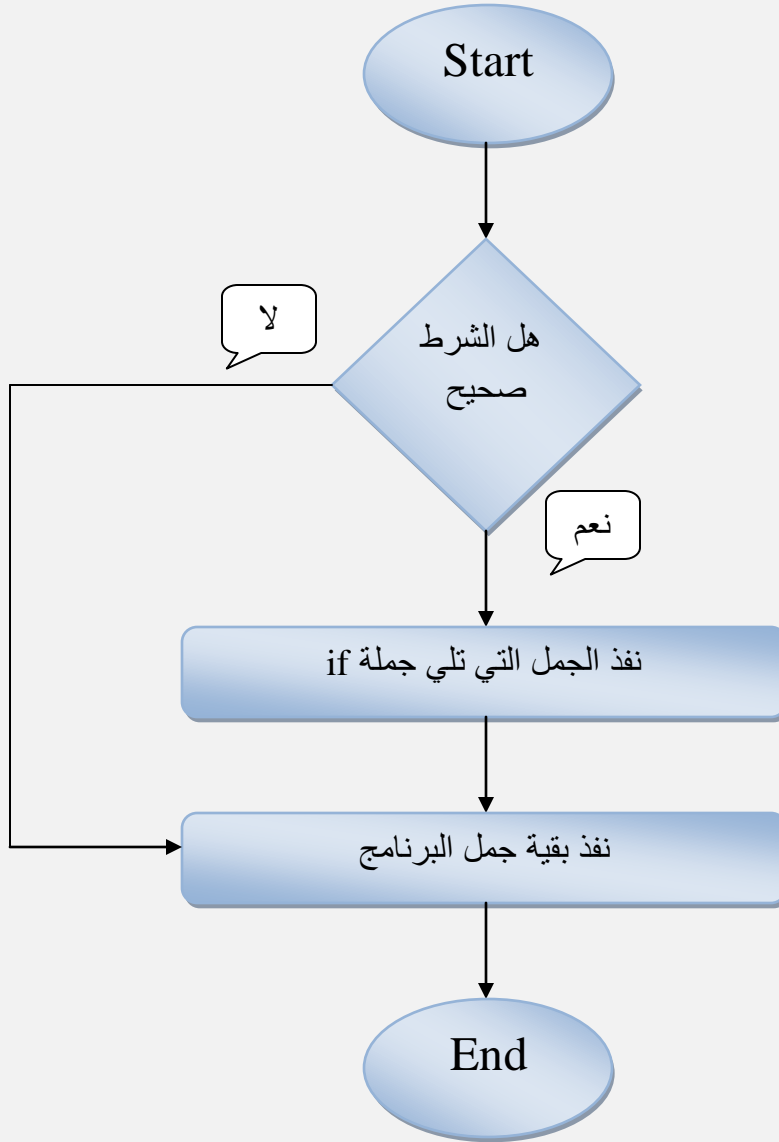 Start
هل الشرط
صحيح
لا
نعم
نفذ الجمل التي تلي جملة if
نفذ بقية جمل البرنامج
End